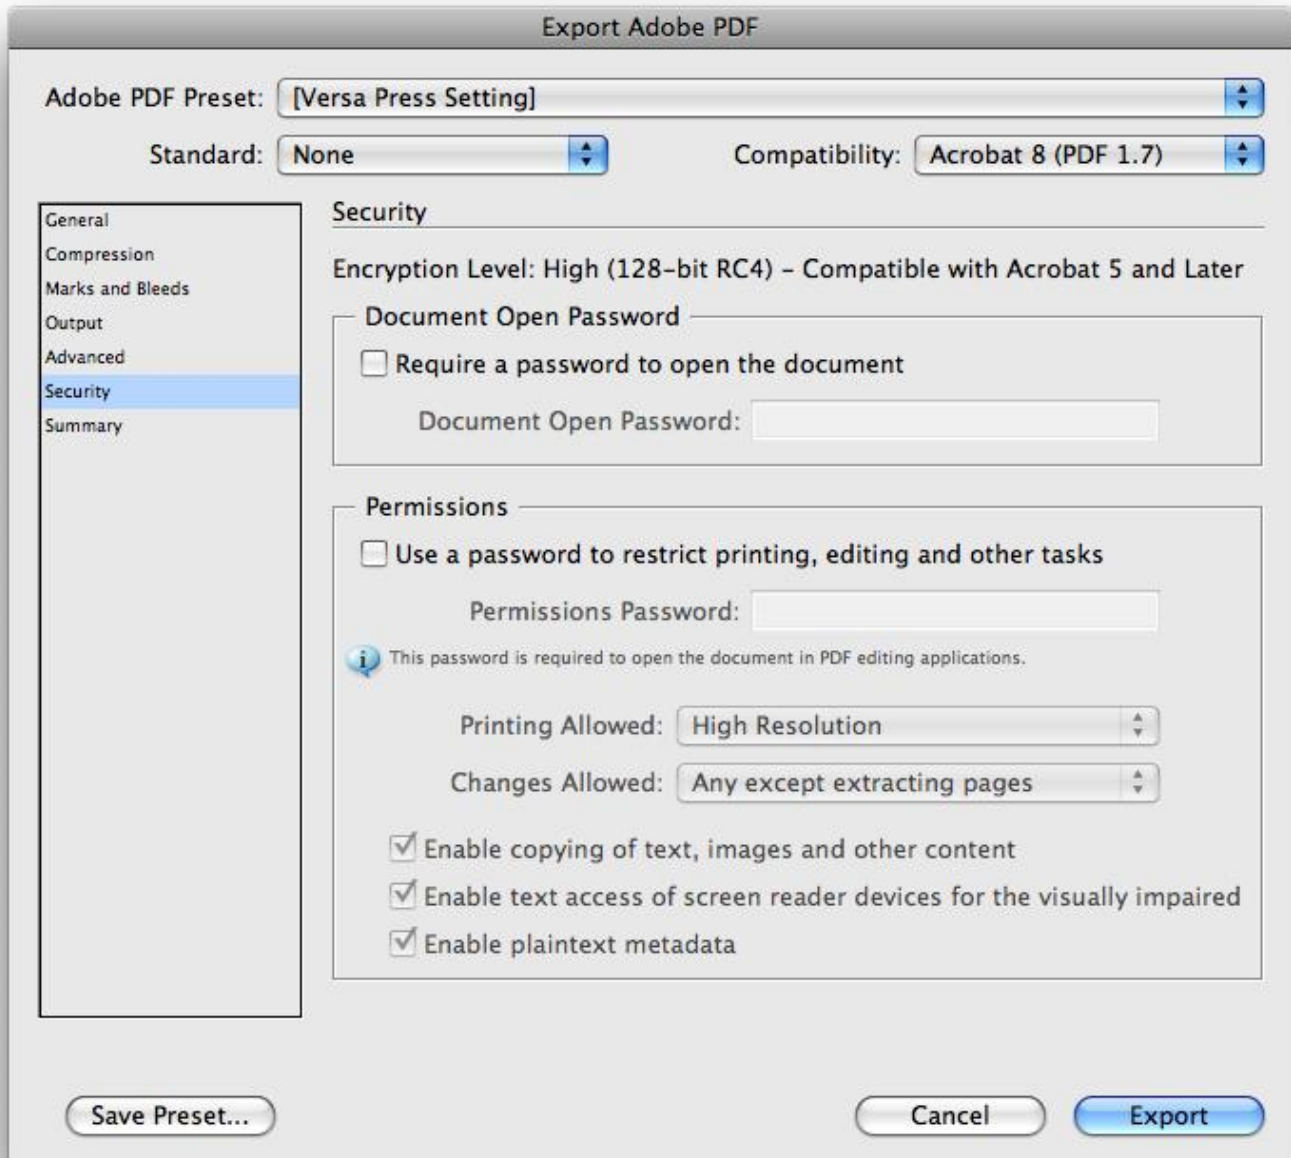 Export Adobe PDF
Adobe PDF Preset: [Versa Press Setting]
Standard: None Compatibility: Acrobat 8 (PDF 1.7)
General
Compression
Marks and Bleeds
Output
Advanced
Security
Summary
Security
Encryption Level: High (128-bit RC4) – Compatible with Acrobat 5 and Later
Document Open Password
Require a password to open the document
Document Open Password:
Permissions
Use a password to restrict printing, editing and other tasks
Permissions Password:
This password is required to open the document in PDF editing applications.
Printing Allowed: High Resolution
Changes Allowed: Any except extracting pages
Enable copying of text, images and other content
Enable text access of screen reader devices for the visually impaired
Enable plaintext metadata
Save Preset... Cancel Export